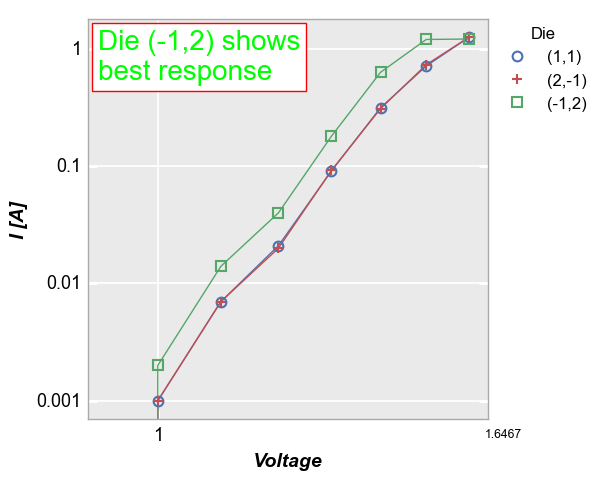 Die (-1,2) shows
best response
Die
(1,1)
(2,-1)
(-1,2)
1
0.1
0.01
0.001
I [A]
1
1.6467
Voltage